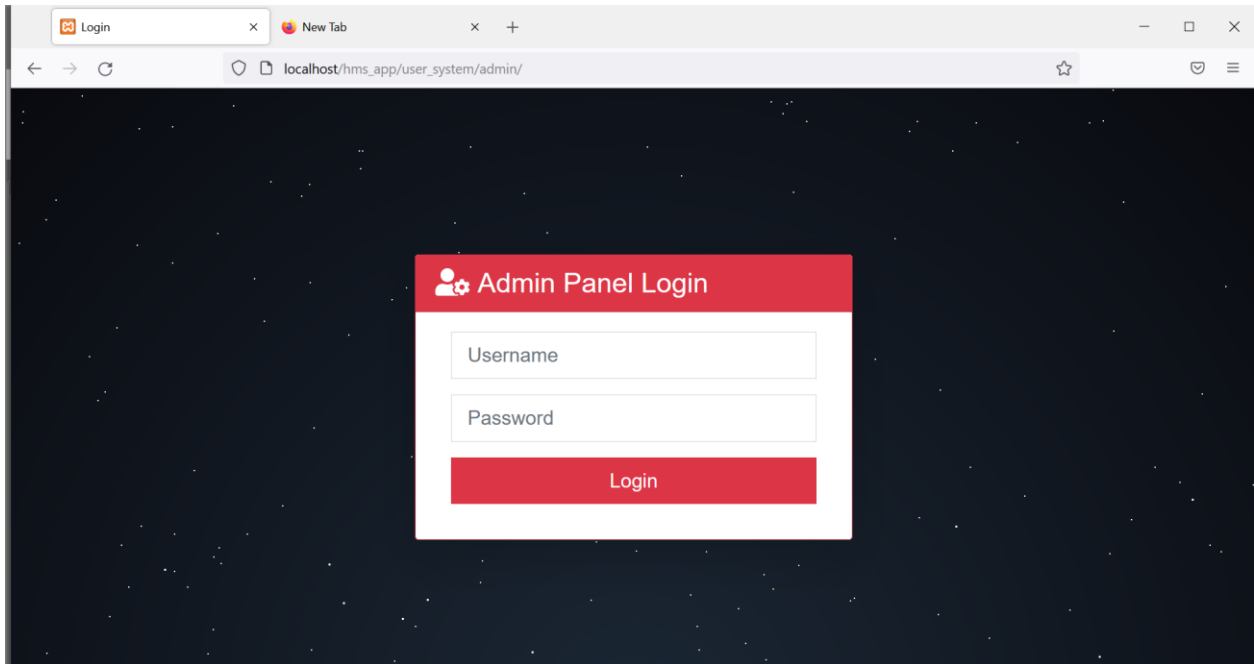 Login
New Tab
localhost/hms_app/user_system/admin/
Admin Panel Login
Username
Password
Login